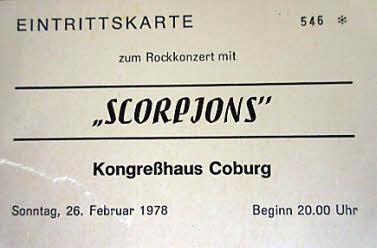 EINTRITTSKARTE 546 *
zum Rockkonzert mit
„SCORPIONS"
Kongreßhaus Coburg
Sonntag, 26. Februar 1978 Beginn 20.00 Uhr